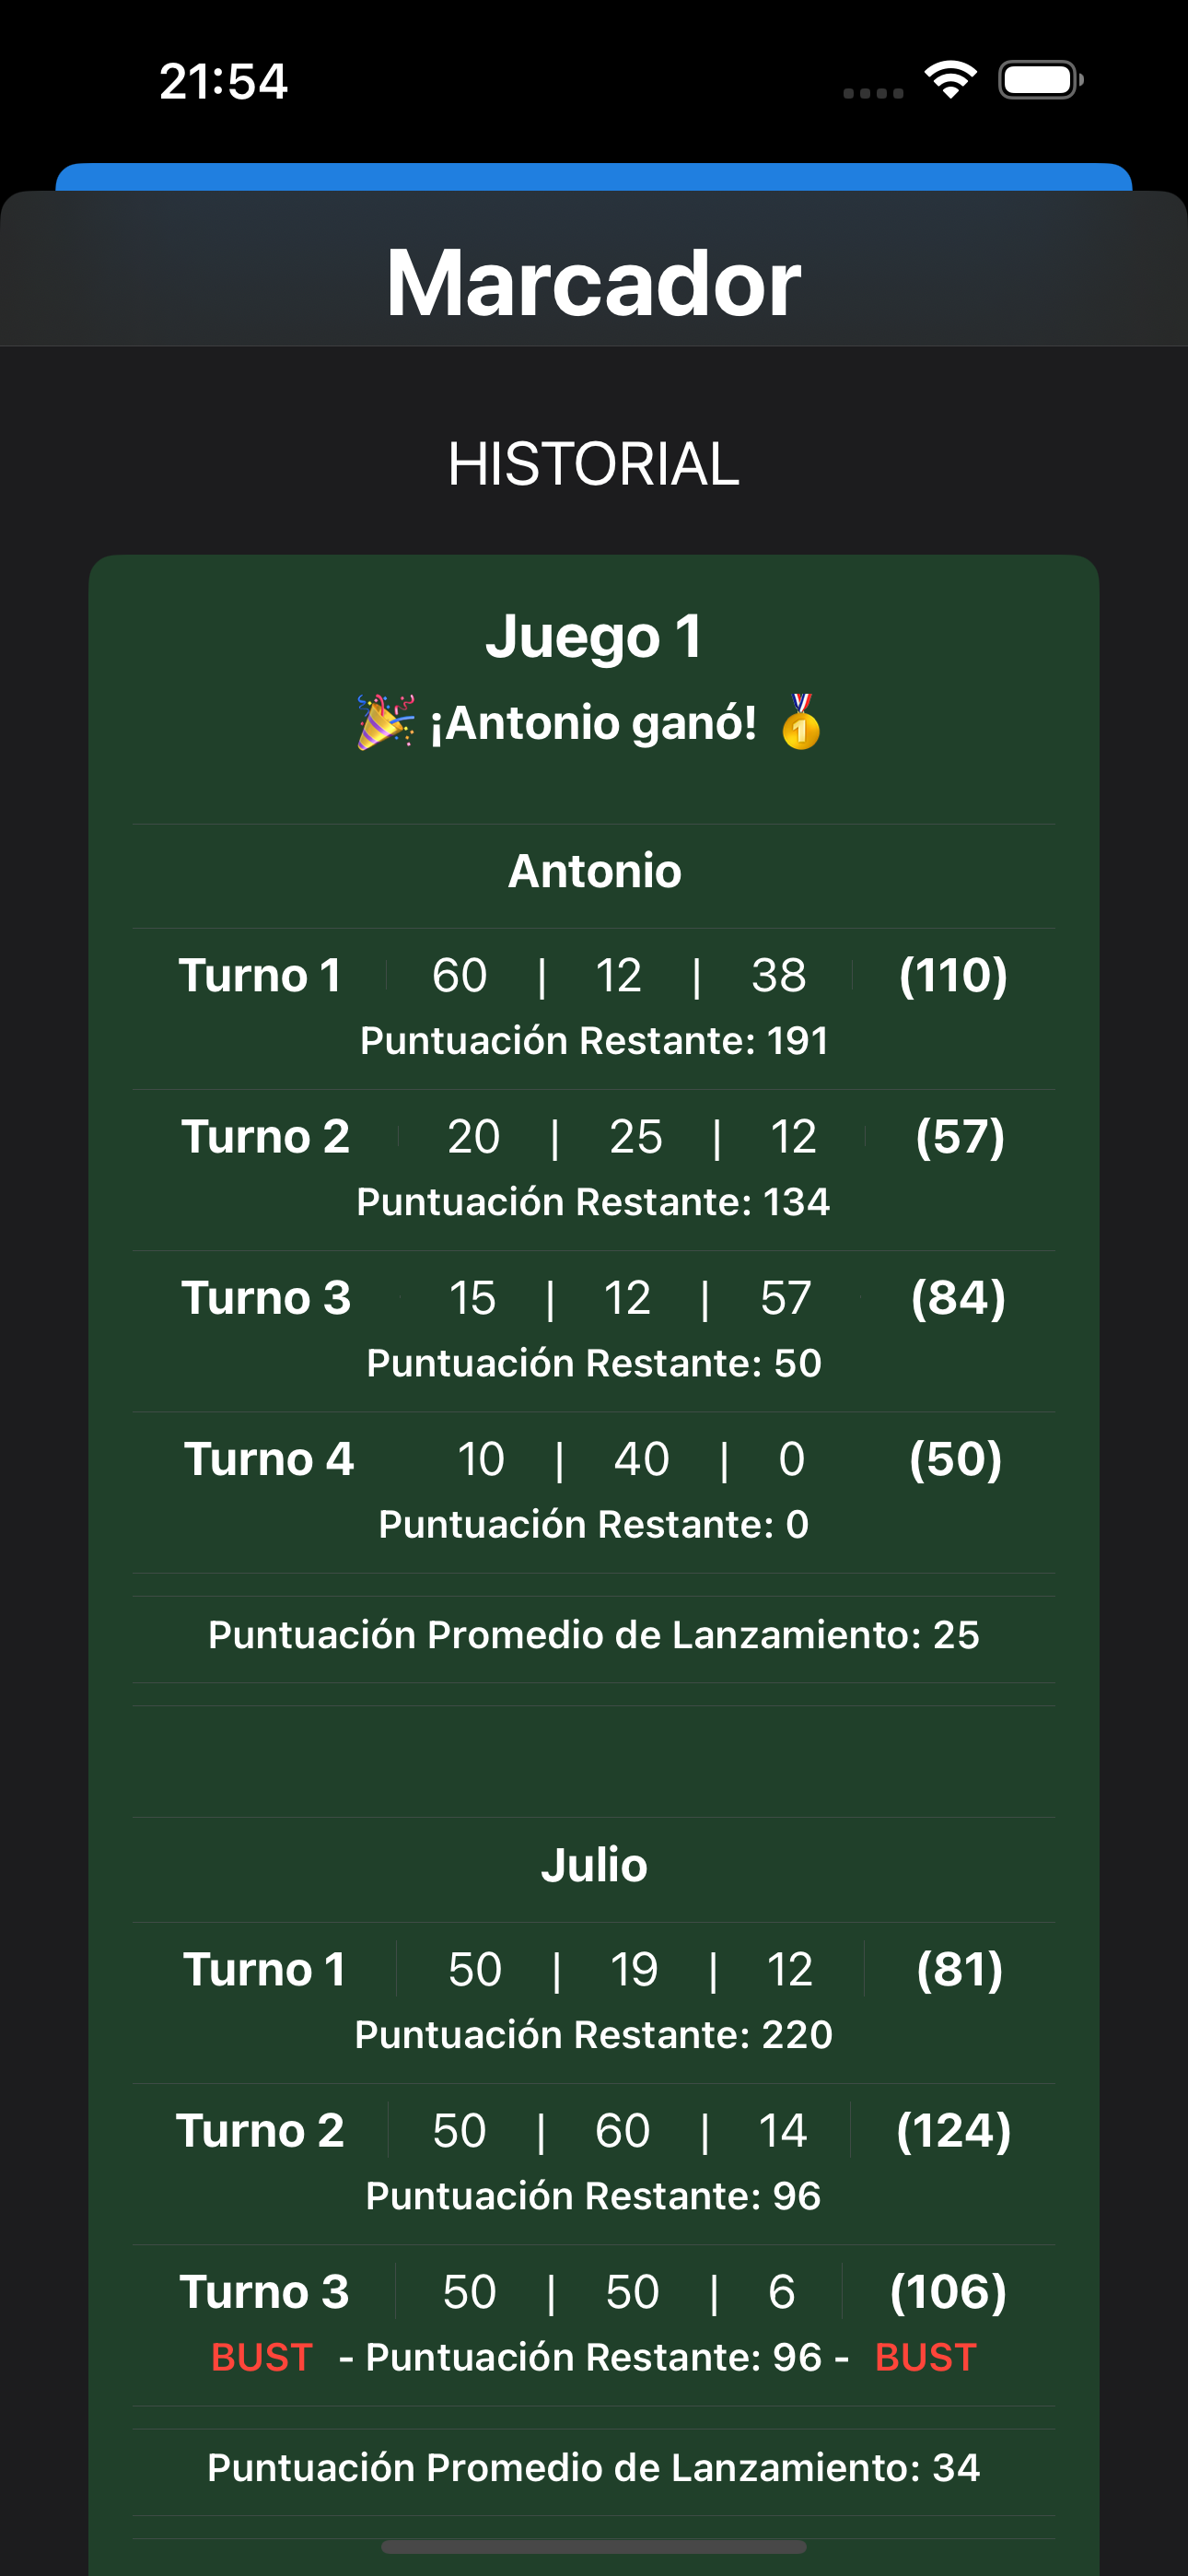 21:54
Marcador
HISTORIAL
Juego 1
🎉 ¡Antonio ganó! 🥇
Antonio
Turno 1 60 | 12 | 38 (110)
Puntuación Restante: 191
Turno 2 20 | 25 | 12 (57)
Puntuación Restante: 134
Turno 3 15 | 12 | 57 (84)
Puntuación Restante: 50
Turno 4 10 | 40 | 0 (50)
Puntuación Restante: 0
Puntuación Promedio de Lanzamiento: 25
Julio
Turno 1 50 | 19 | 12 (81)
Puntuación Restante: 220
Turno 2 50 | 60 | 14 (124)
Puntuación Restante: 96
Turno 3 50 | 50 | 6 (106)
BUST - Puntuación Restante: 96 - BUST
Puntuación Promedio de Lanzamiento: 34